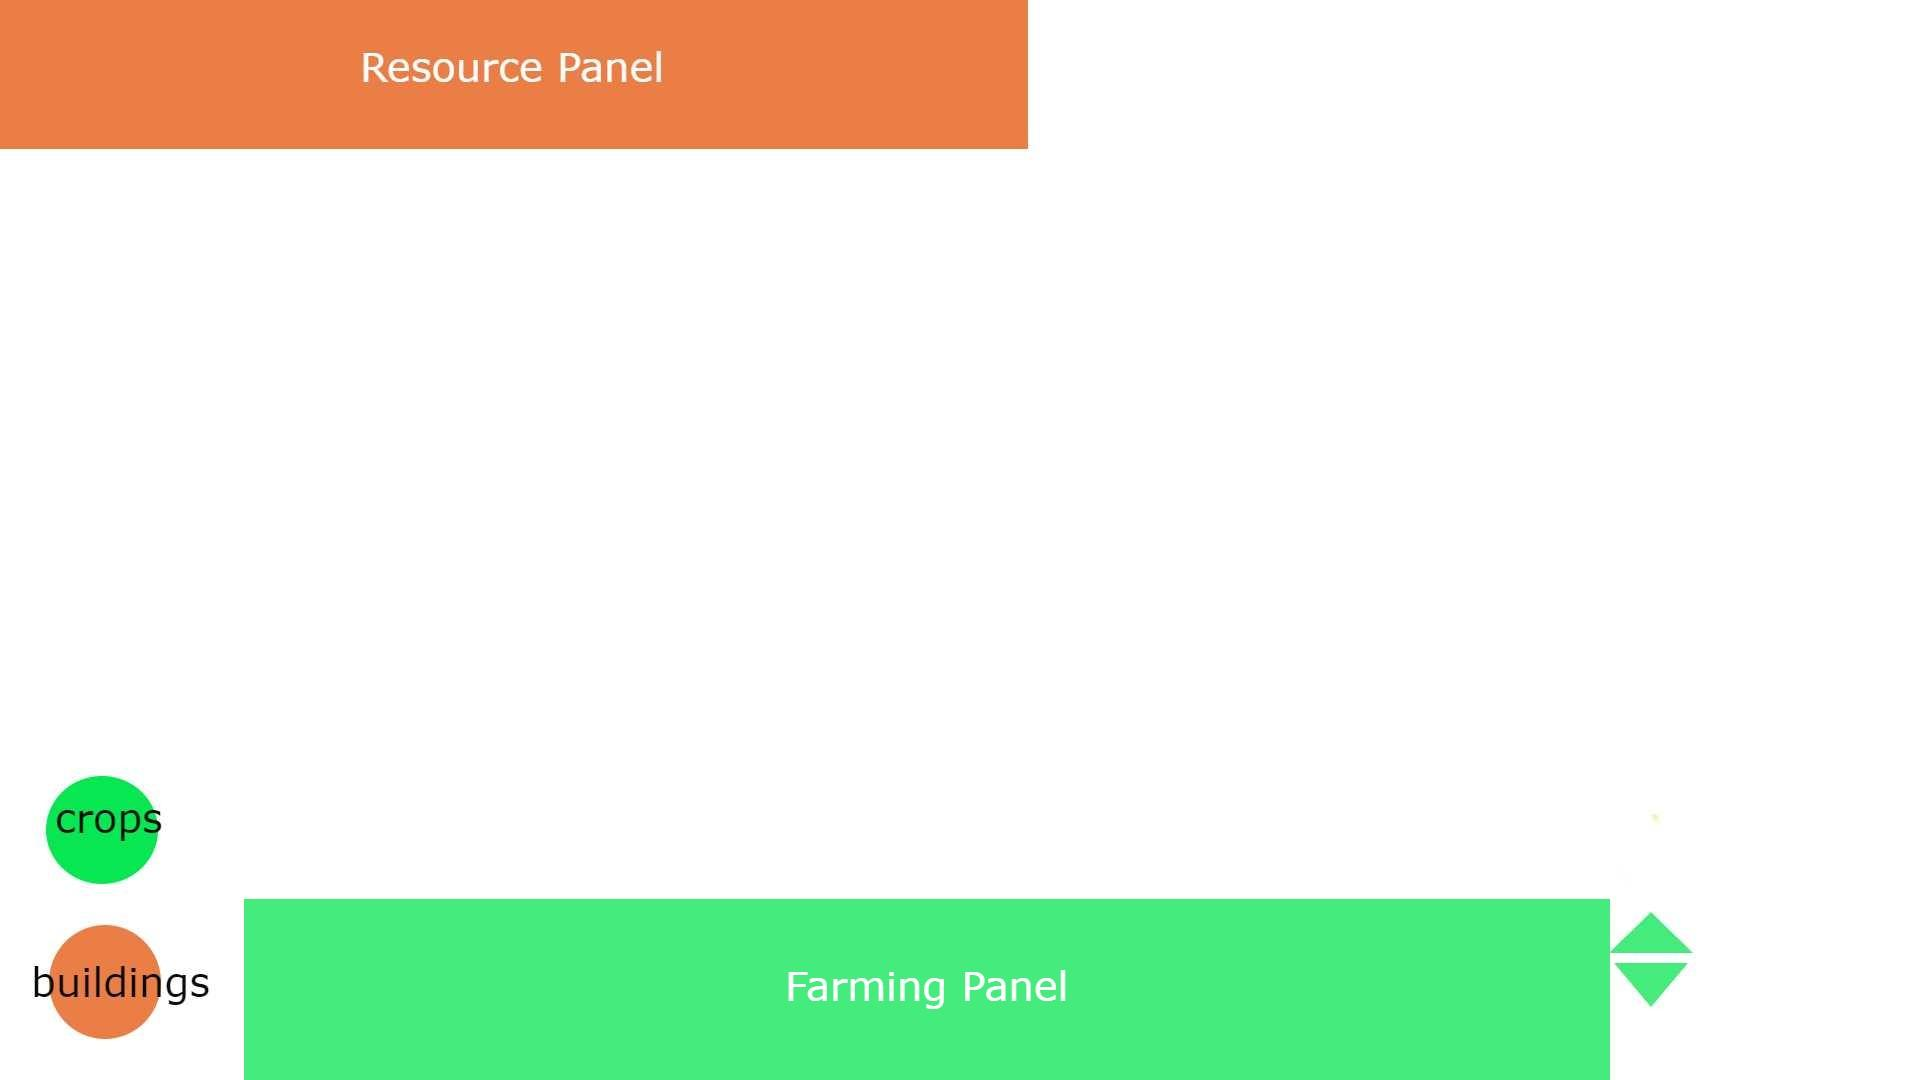 Resource Panel
crops
buildings
Farming Panel